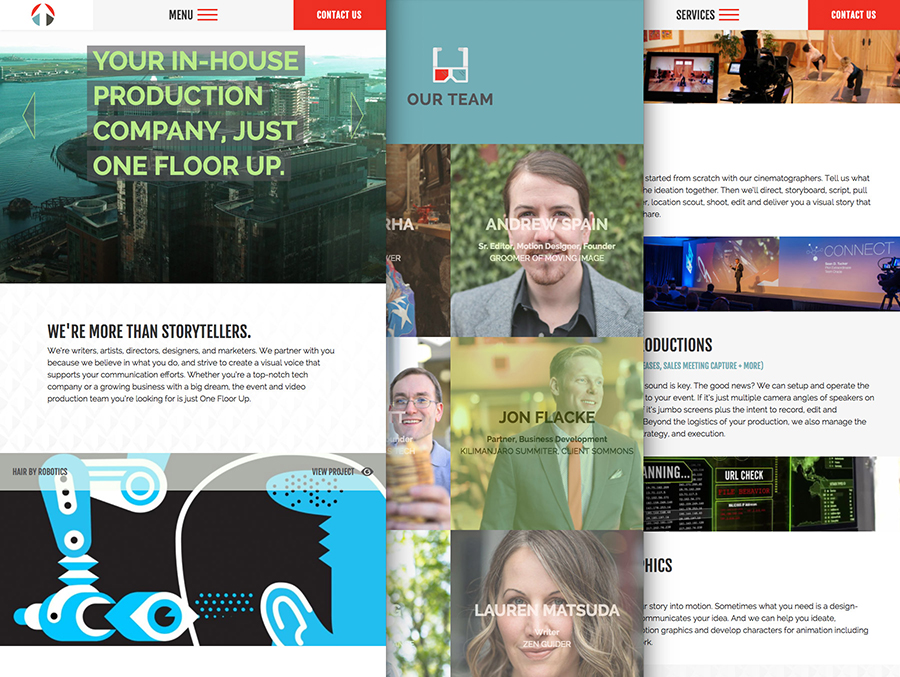 MENU
CONTACT US
YOUR IN-HOUSE
PRODUCTION
COMPANY, JUST
ONE FLOOR UP.
WE'RE MORE THAN STORYTELLERS.
We're writers, artists, directors, designers, and marketers. We partner with you
because we believe in what you do, and strive to create a visual voice that
supports your communication efforts. Whether you're a top-notch tech
company or a growing business with a big dream, the event and video
production team you're looking for is just One Floor Up.
HAIR BY ROBOTICS
VIEW PROJECT
OUR TEAM
RHA
VER
ANDREW SPAIN
Sr. Editor, Motion Designer, Founder
GROOMER OF MOVING IMAGE
T
nder
JON FLACKE
Partner, Business Development
KILIMANJARO SUMMITER, CLIENT SOMMONS
G
LAUREN MATSUDA
Writer
ZEN GUIDER
SERVICES
CONTACT US
started from scratch with our cinematographers. Tell us what
he ideation together. Then we'll direct, storyboard, script, pull
r, location scout, shoot, edit and deliver you a visual story that
hare.
CONNECT
ODUCTIONS
EASES, SALES MEETING CAPTURE + MORE)
sound is key. The good news? We can setup and operate the
to your event. If it's just multiple camera angles of speakers on
it's jumbo screens plus the intent to record, edit and
Beyond the logistics of your production, we also manage the
rategy, and execution.
ANNING...
URL CHECK
FILE BEHAVIOR
PHICS
r story into motion. Sometimes what you need is a design-
ommunicates your idea. And we can help you ideate,
otion graphics and develop characters for animation including
rk.